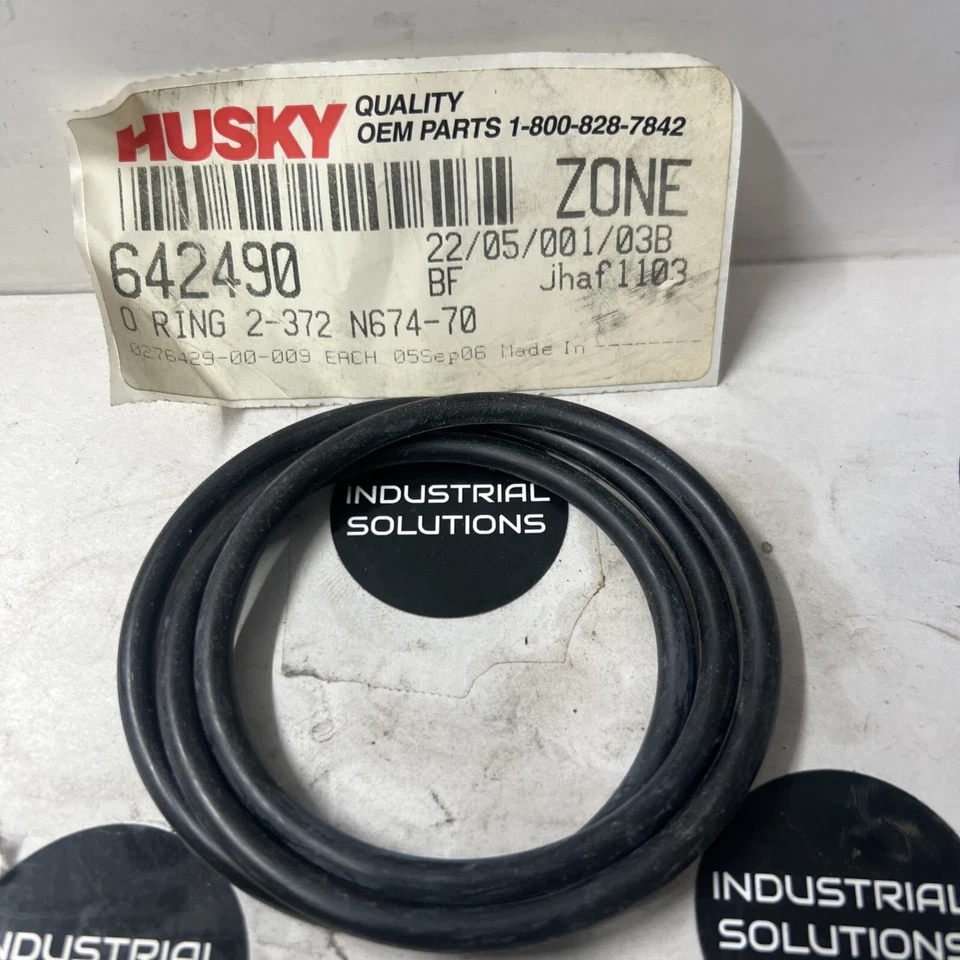 HUSKY QUALITY
OEM PARTS 1-800-828-7842
ZONE
642490 22/05/001/03B
BF jhaf1103
O RING 2-372 N674-70
0276429-00-009 EACH 05Sep06 Made In --------
INDUSTRIAL
SOLUTIONS
INDUSTRIAL
SOLUTIONS
NDUSTRIAL